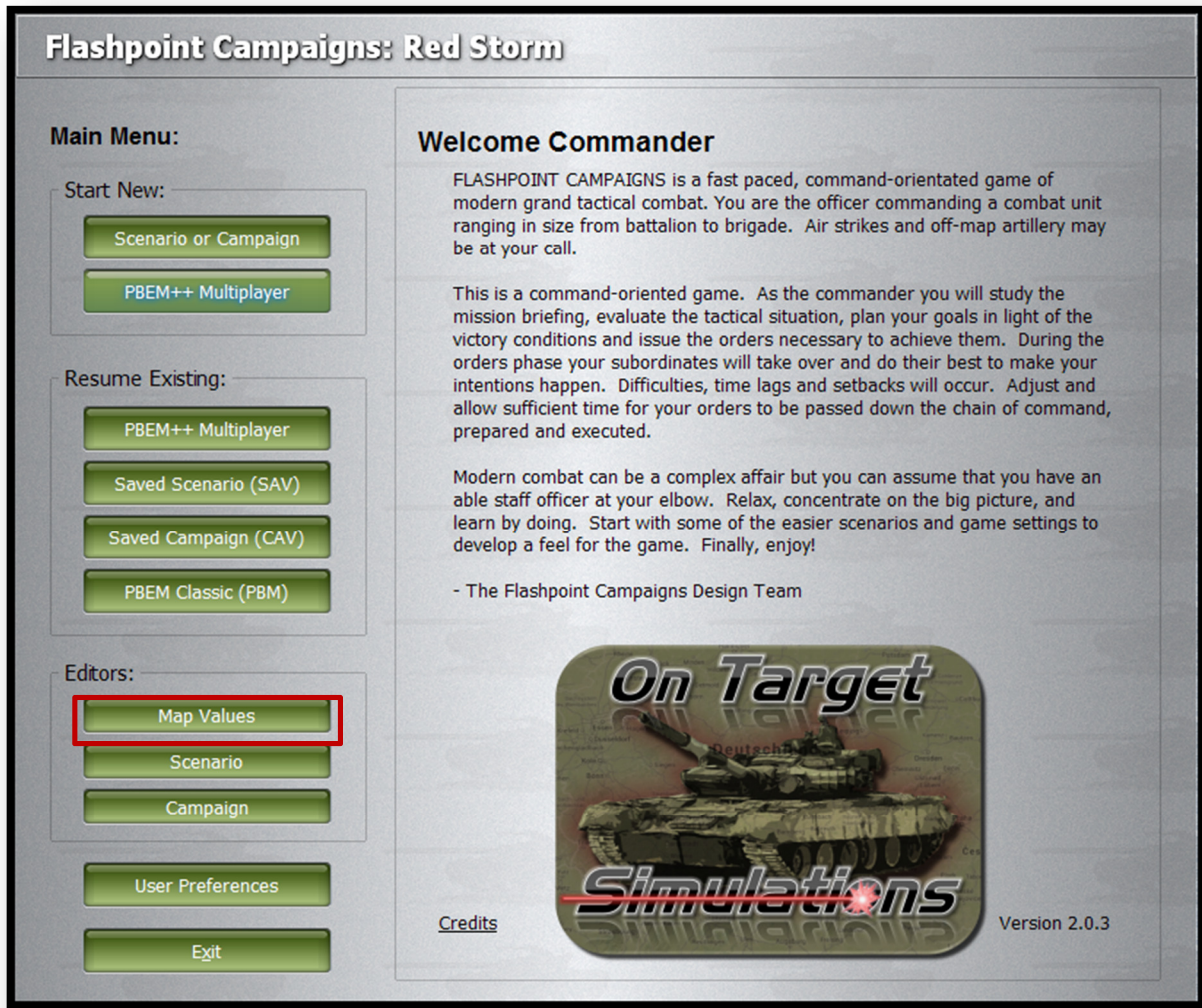 Flashpoint Campaigns: Red Storm
Main Menu:
Start New:
Scenario or Campaign
PBEM++ Multiplayer
Resume Existing:
PBEM++ Multiplayer
Saved Scenario (SAV)
Saved Campaign (CAV)
PBEM Classic (PBM)
Editors:
Map Values
Scenario
Campaign
User Preferences
Exit
Welcome Commander
FLASHPOINT CAMPAIGNS is a fast paced, command-orientated game of
modern grand tactical combat. You are the officer commanding a combat unit
ranging in size from battalion to brigade.  Air strikes and off-map artillery may
be at your call.
This is a command-oriented game.  As the commander you will study the
mission briefing, evaluate the tactical situation, plan your goals in light of the
victory conditions and issue the orders necessary to achieve them.  During the
orders phase your subordinates will take over and do their best to make your
intentions happen.  Difficulties, time lags and setbacks will occur.  Adjust and
allow sufficient time for your orders to be passed down the chain of command,
prepared and executed.
Modern combat can be a complex affair but you can assume that you have an
able staff officer at your elbow.  Relax, concentrate on the big picture, and
learn by doing.  Start with some of the easier scenarios and game settings to
develop a feel for the game.  Finally, enjoy!
- The Flashpoint Campaigns Design Team
On Target
Simulations
Credits
Version 2.0.3